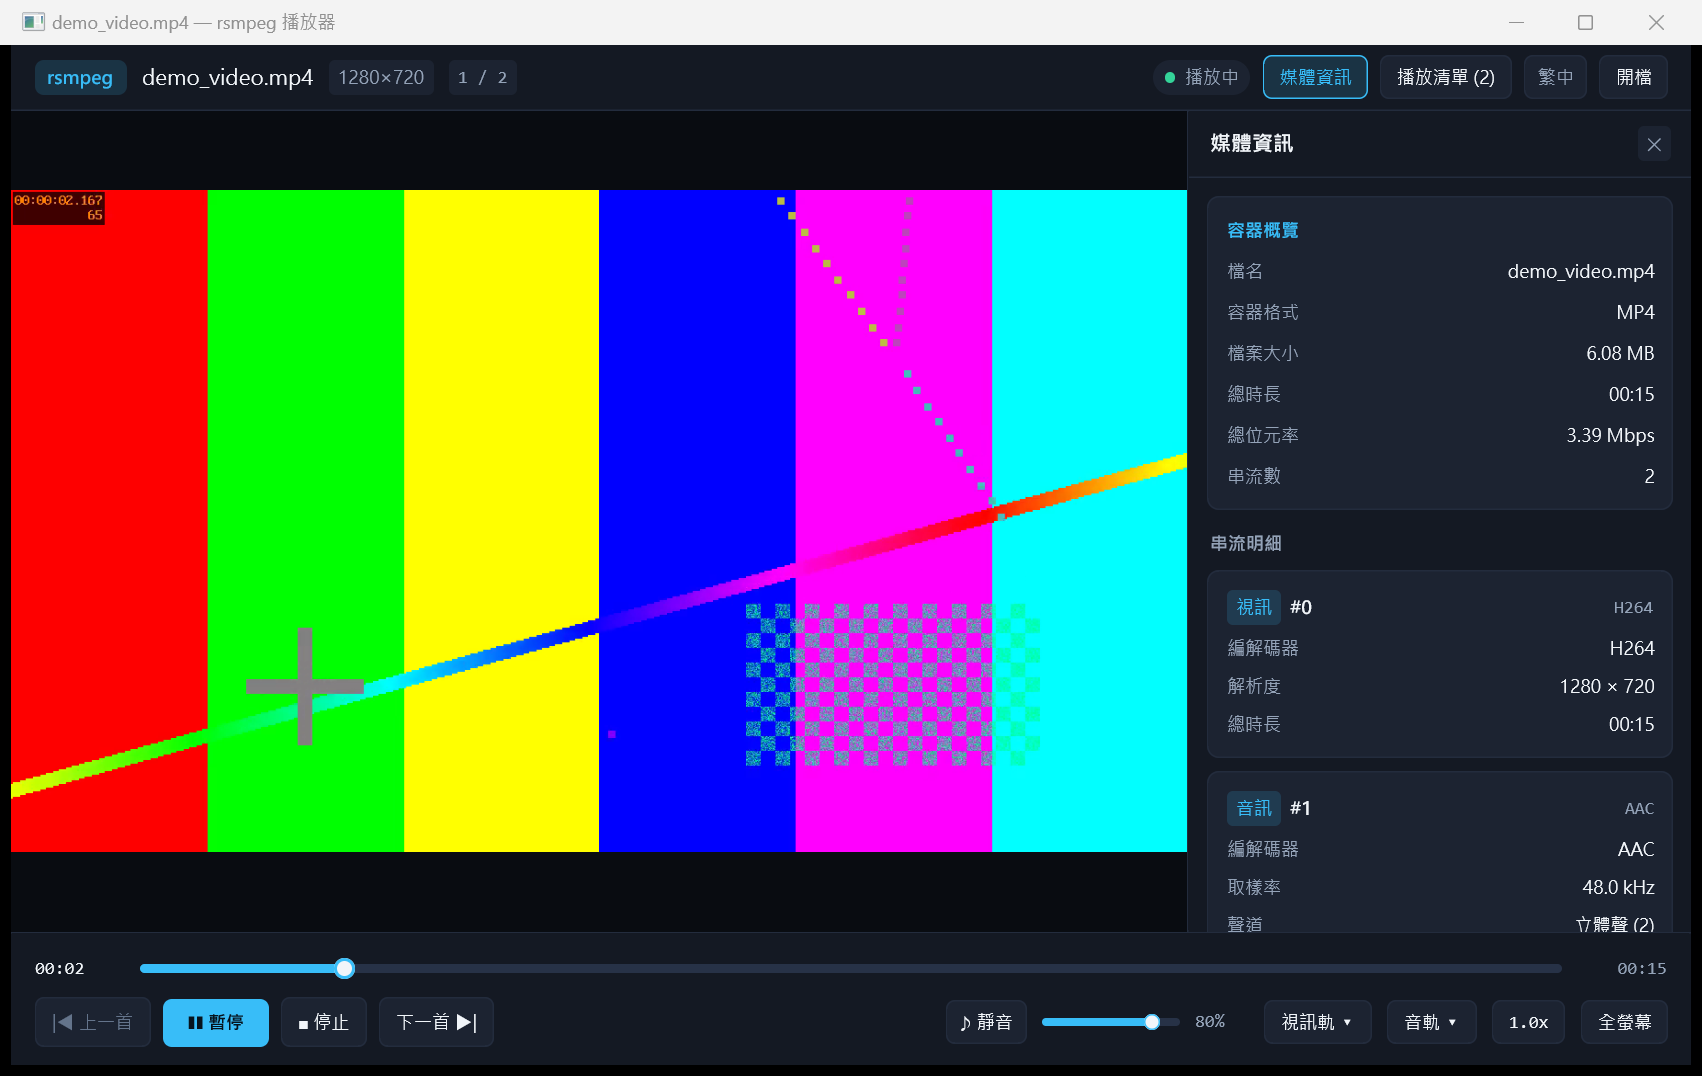 demo_video.mp4 — rsmpeg 播放器
rsmpeg demo_video.mp4 1280×720 1 / 2 播放中 媒體資訊 播放清單 (2) 繁中 開檔
00:00:02.167
65
媒體資訊
容器概覽
檔名 demo_video.mp4
容器格式 MP4
檔案大小 6.08 MB
總時長 00:15
總位元率 3.39 Mbps
串流數 2
串流明細
視訊 #0 H264
編解碼器 H264
解析度 1280 × 720
總時長 00:15
音訊 #1 AAC
編解碼器 AAC
取樣率 48.0 kHz
聲道 立體聲 (2)
00:02 00:15
上一首 暫停 停止 下一首 ♪ 靜音 80% 視訊軌 ▾ 音軌 ▾ 1.0x 全螢幕